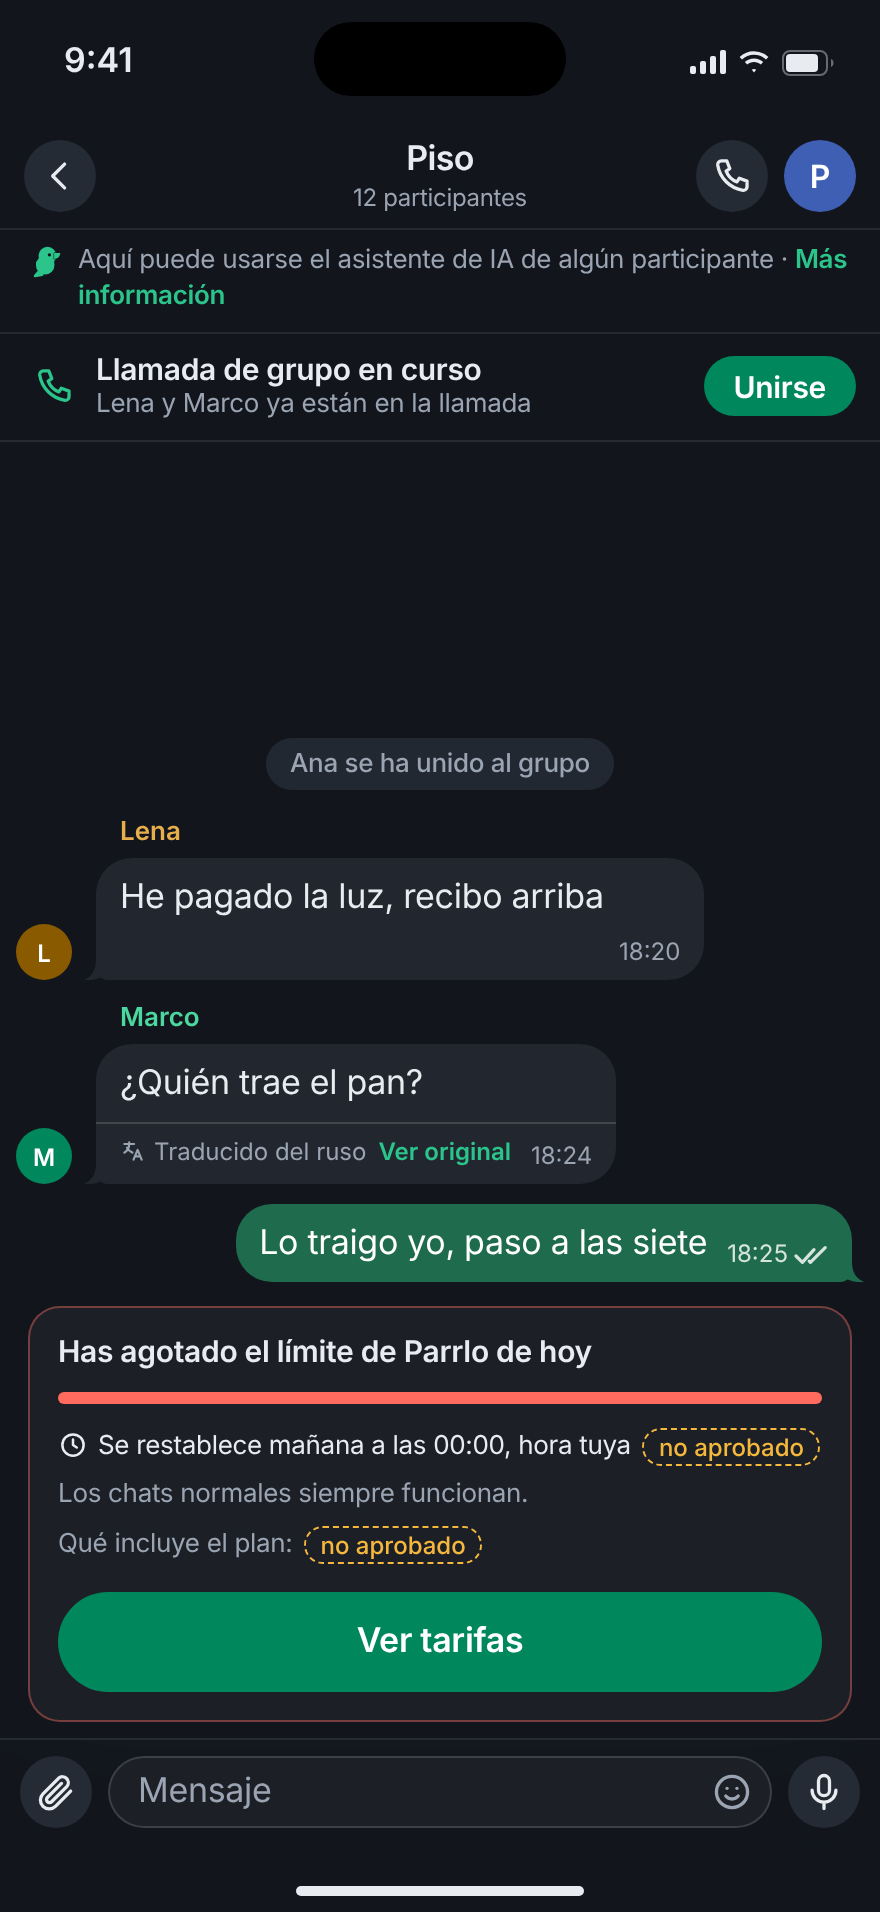 9:41
Piso
12 participantes
P
Aquí puede usarse el asistente de IA de algún participante · Más
información
Llamada de grupo en curso
Lena y Marco ya están en la llamada
Unirse
Ana se ha unido al grupo
Lena
He pagado la luz, recibo arriba
18:20
L
Marco
¿Quién trae el pan?
Traducido del ruso Ver original 18:24
M
Lo traigo yo, paso a las siete 18:25
Has agotado el límite de Parrlo de hoy
Se restablece mañana a las 00:00, hora tuya no aprobado
Los chats normales siempre funcionan.
Qué incluye el plan: no aprobado
Ver tarifas
Mensaje